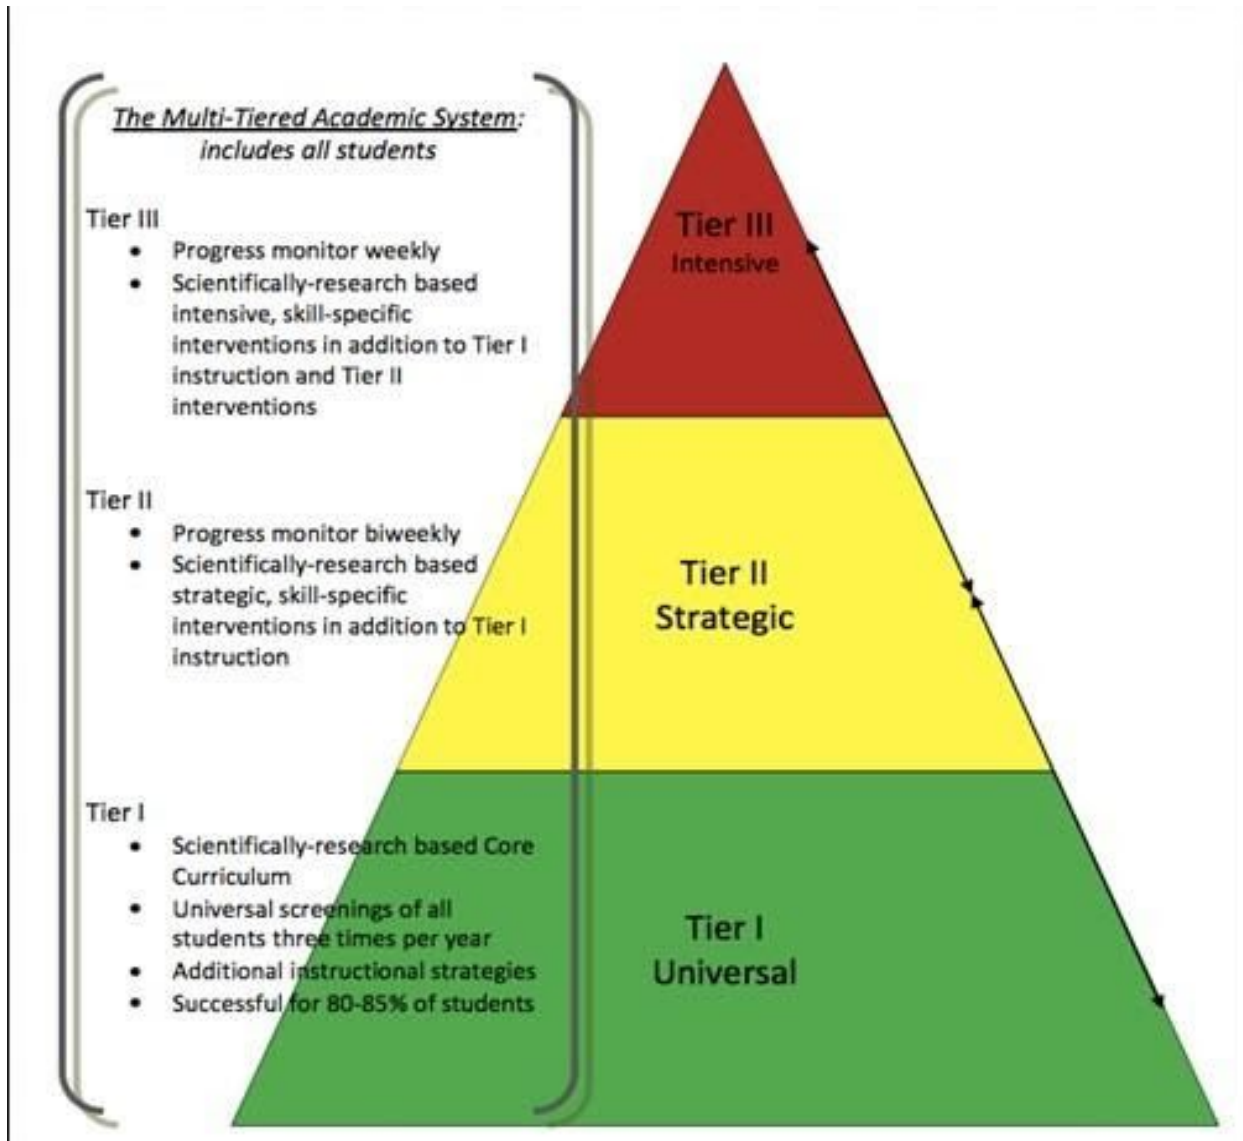 The Multi-Tiered Academic System:
includes all students
Tier III
• Progress monitor weekly
• Scientifically-research based
intensive, skill-specific
interventions in addition to Tier I
instruction and Tier II
interventions
Tier II
• Progress monitor biweekly
• Scientifically-research based
strategic, skill-specific
interventions in addition to Tier I
instruction
Tier I
• Scientifically-research based Core
Curriculum
• Universal screenings of all
students three times per year
• Additional instructional strategies
• Successful for 80-85% of students
Tier III
Intensive
Tier II
Strategic
Tier I
Universal